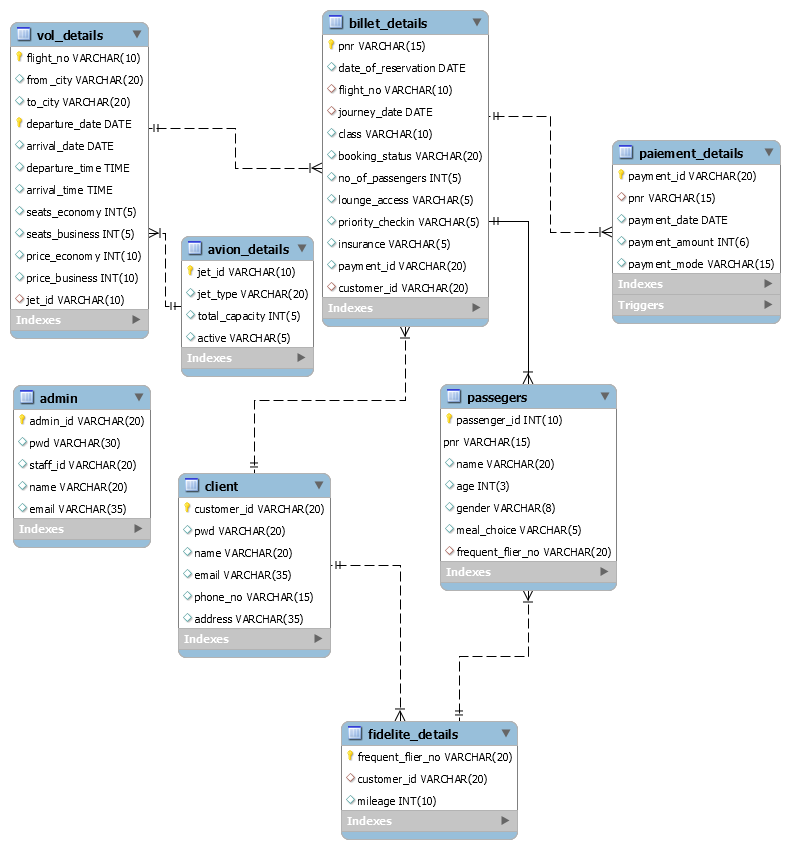 vol_details
flight_no VARCHAR(10)
from_city VARCHAR(20)
to_city VARCHAR(20)
departure_date DATE
arrival_date DATE
departure_time TIME
arrival_time TIME
seats_economy INT(5)
seats_business INT(5)
price_economy INT(10)
price_business INT(10)
jet_id VARCHAR(10)
Indexes
billet_details
pnr VARCHAR(15)
date_of_reservation DATE
flight_no VARCHAR(10)
journey_date DATE
class VARCHAR(10)
booking_status VARCHAR(20)
no_of_passengers INT(5)
lounge_access VARCHAR(5)
priority_checkin VARCHAR(5)
insurance VARCHAR(5)
payment_id VARCHAR(20)
customer_id VARCHAR(20)
Indexes
paiement_details
payment_id VARCHAR(20)
pnr VARCHAR(15)
payment_date DATE
payment_amount INT(6)
payment_mode VARCHAR(15)
Indexes
Triggers
avion_details
jet_id VARCHAR(10)
jet_type VARCHAR(20)
total_capacity INT(5)
active VARCHAR(5)
Indexes
admin
admin_id VARCHAR(20)
pwd VARCHAR(30)
staff_id VARCHAR(20)
name VARCHAR(20)
email VARCHAR(35)
Indexes
passegers
passenger_id INT(10)
pnr VARCHAR(15)
name VARCHAR(20)
age INT(3)
gender VARCHAR(8)
meal_choice VARCHAR(5)
frequent_flier_no VARCHAR(20)
Indexes
client
customer_id VARCHAR(20)
pwd VARCHAR(20)
name VARCHAR(20)
email VARCHAR(35)
phone_no VARCHAR(15)
address VARCHAR(35)
Indexes
fidelite_details
frequent_flier_no VARCHAR(20)
customer_id VARCHAR(20)
mileage INT(10)
Indexes